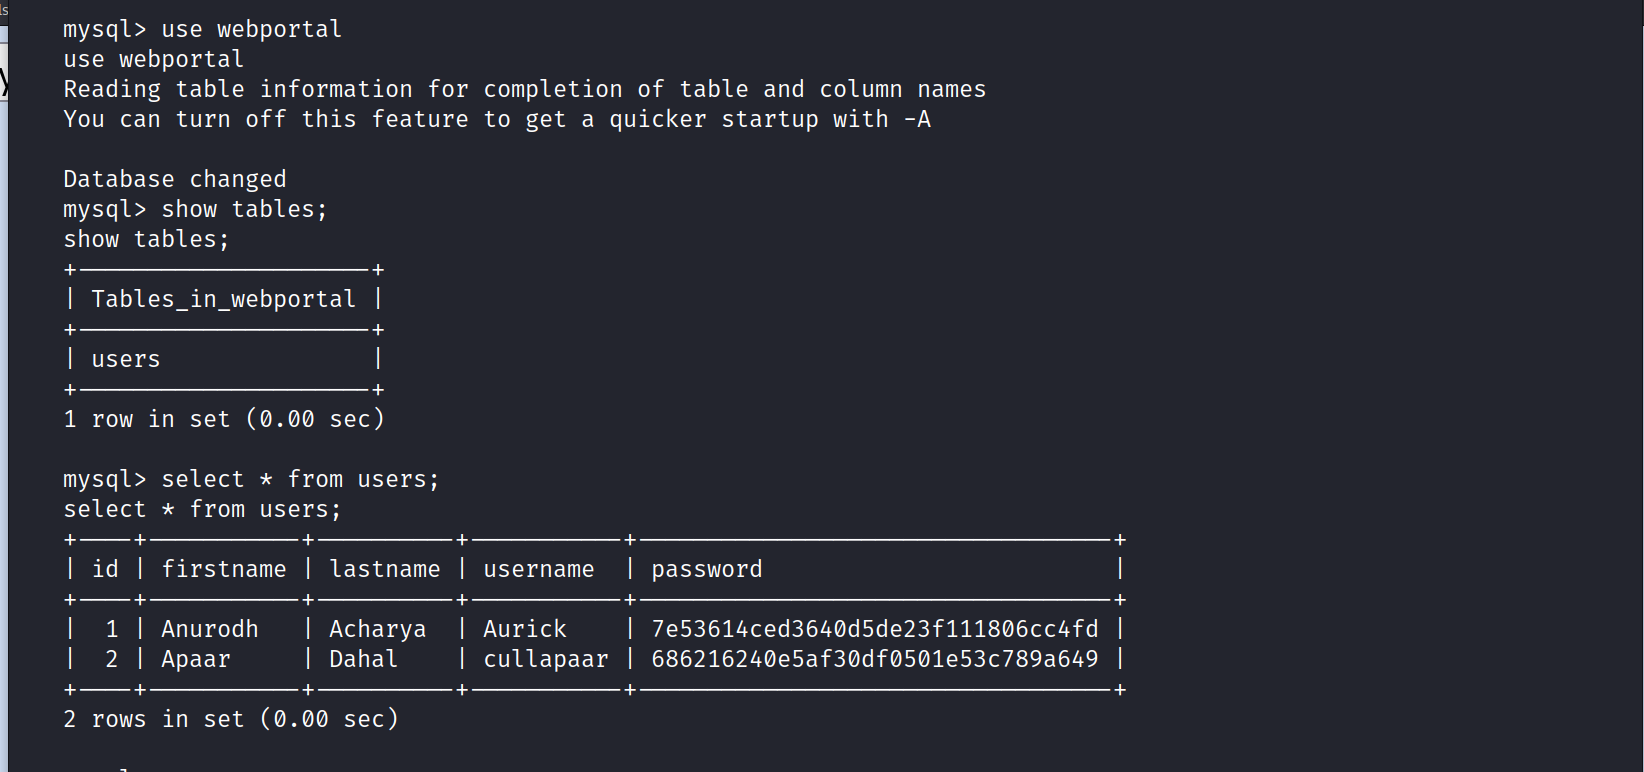 mysql> use webportal
use webportal
Reading table information for completion of table and column names
You can turn off this feature to get a quicker startup with -A
Database changed
mysql> show tables;
show tables;
+---------------------+
| Tables_in_webportal |
+---------------------+
| users               |
+---------------------+
1 row in set (0.00 sec)
mysql> select * from users;
select * from users;
+----+-----------+----------+-----------+----------------------------------+
| id | firstname | lastname | username  | password                         |
+----+-----------+----------+-----------+----------------------------------+
|  1 | Anurodh   | Acharya  | Aurick    | 7e53614ced3640d5de23f111806cc4fd |
|  2 | Apaar     | Dahal    | cullapaar | 686216240e5af30df0501e53c789a649 |
+----+-----------+----------+-----------+----------------------------------+
2 rows in set (0.00 sec)